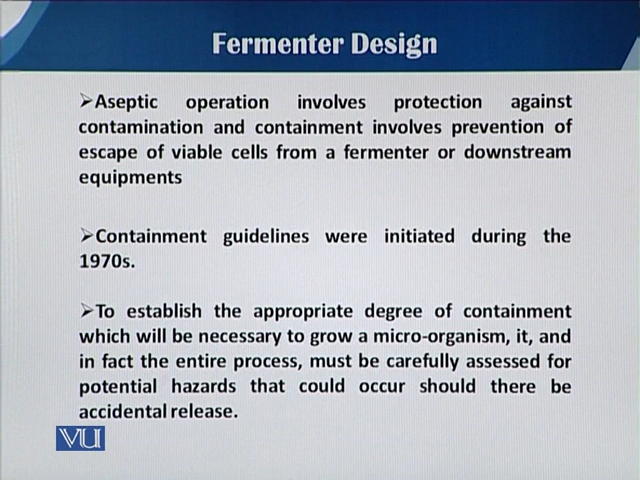 Fermenter Design
➢Aseptic operation involves protection against
contamination and containment involves prevention of
escape of viable cells from a fermenter or downstream
equipments
➢Containment guidelines were initiated during the
1970s.
➢To establish the appropriate degree of containment
which will be necessary to grow a micro-organism, it, and
in fact the entire process, must be carefully assessed for
potential hazards that could occur should there be
accidental release.
VU